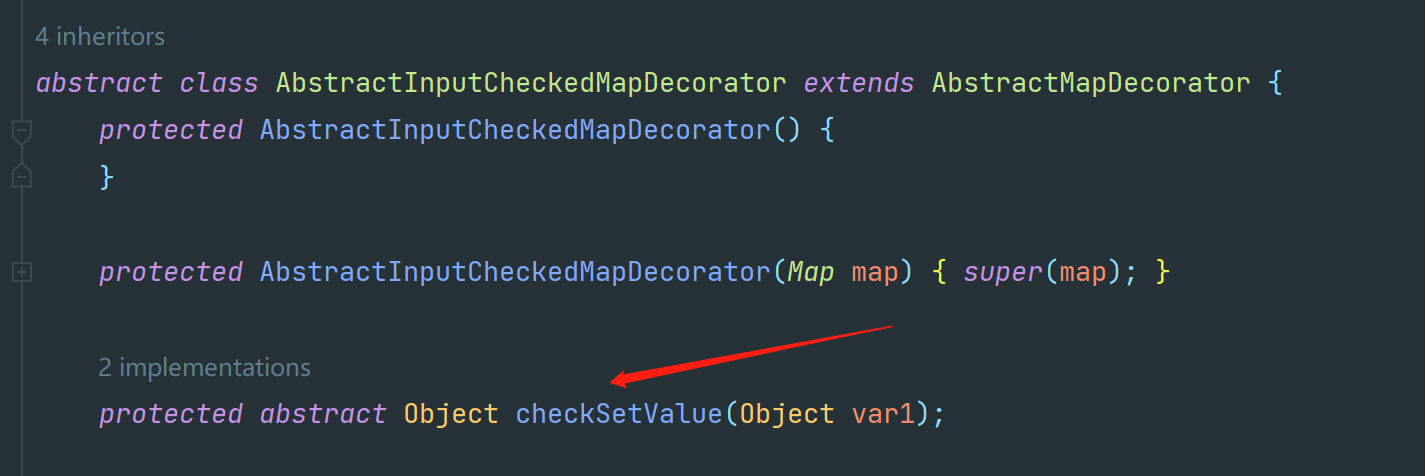 4 inheritors
abstract class AbstractInputCheckedMapDecorator extends AbstractMapDecorator {
protected AbstractInputCheckedMapDecorator() {
}
protected AbstractInputCheckedMapDecorator(Map map) { super(map); }
2 implementations
protected abstract Object checkSetValue(Object var1);